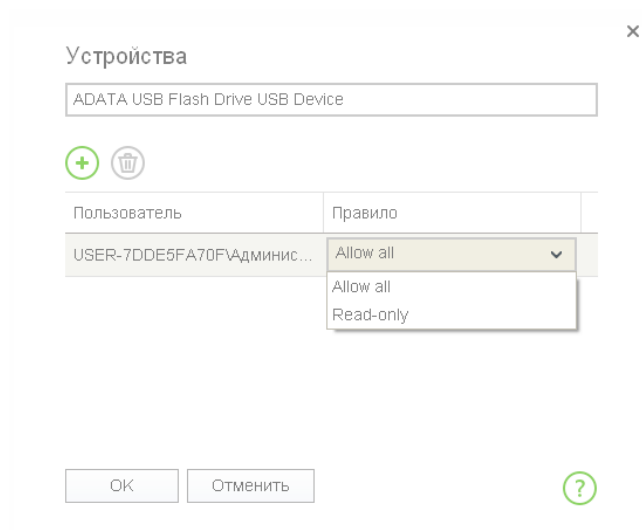 Устройства
ADATA USB Flash Drive USB Device
Пользователь Правило
USER-7DDE5FA70F\Админис... Allow all
Allow all
Read-only
OK Отменить
?